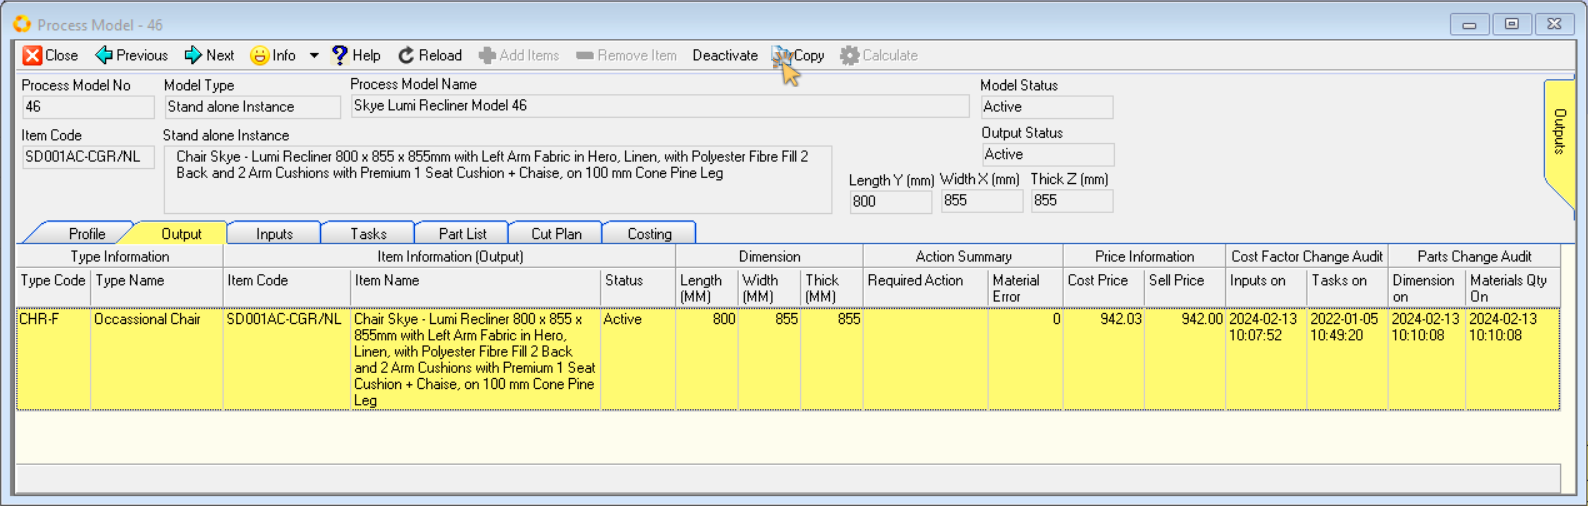 Process Model - 46
Close Previous Next Info Help Reload Add Items Remove Item Deactivate Copy Calculate
Process Model No Model Type Process Model Name Model Status
46 Stand alone Instance Skye Lumi Recliner Model 46 Active
Item Code Stand alone Instance Output Status
SD001AC-CGR/NL Chair Skye - Lumi Recliner 800 x 855 x 855mm with Left Arm Fabric in Hero, Linen, with Polyester Fibre Fill 2 Active
Back and 2 Arm Cushions with Premium 1 Seat Cushion + Chaise, on 100 mm Cone Pine Leg
Length Y (mm) Width X (mm) Thick Z (mm)
800 855 855
Outputs
Profile Output Inputs Tasks Part List Cut Plan Costing
Type Information Item Information (Output) Dimension Action Summary Price Information Cost Factor Change Audit Parts Change Audit
Type Code Type Name Item Code Item Name Status Length Width Thick Required Action Material Cost Price Sell Price Inputs on Tasks on Dimension Materials Qty
(MM) (MM) (MM) Error on On
CHR-F Occassional Chair SD001AC-CGR/NL Chair Skye - Lumi Recliner 800 x 855 x Active 800 855 855 0 942.03 942.00 2024-02-13 2022-01-05 2024-02-13 2024-02-13
855mm with Left Arm Fabric in Hero, 10:07:52 10:49:20 10:10:08 10:10:08
Linen, with Polyester Fibre Fill 2 Back
and 2 Arm Cushions with Premium 1 Seat
Cushion + Chaise, on 100 mm Cone Pine
Leg